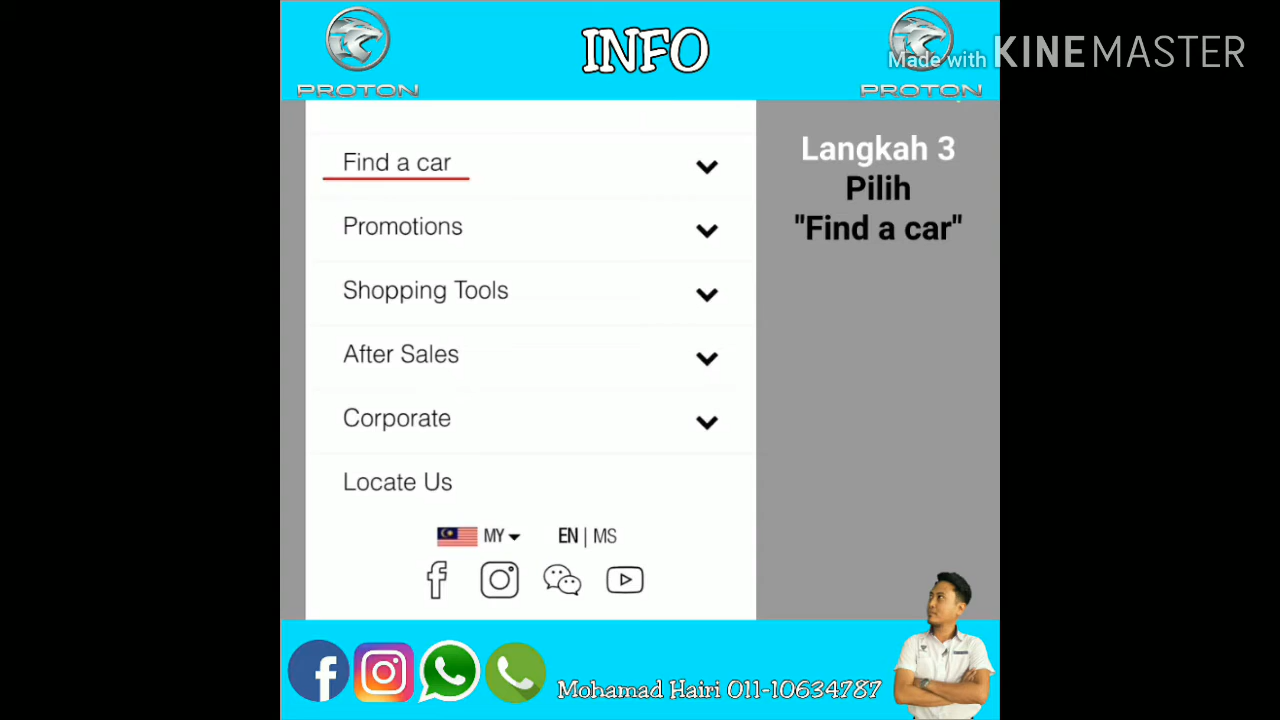 PROTON
INFO
PROTON
Made with KINEMASTER
Find a car
Promotions
Shopping Tools
After Sales
Corporate
Locate Us
MY
EN | MS
Langkah 3
Pilih
"Find a car"
Mohamad Hairi 011-10634787